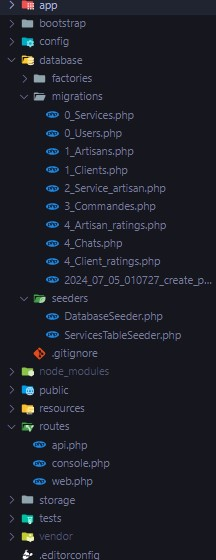 app
bootstrap
config
database
factories
migrations
0_Services.php
0_Users.php
1_Artisans.php
1_Clients.php
2_Service_artisan.php
3_Commandes.php
4_Artisan_ratings.php
4_Chats.php
4_Client_ratings.php
2024_07_05_010727_create_p...
seeders
DatabaseSeeder.php
ServicesTableSeeder.php
.gitignore
node_modules
public
resources
routes
api.php
console.php
web.php
storage
tests
vendor
.editorconfig